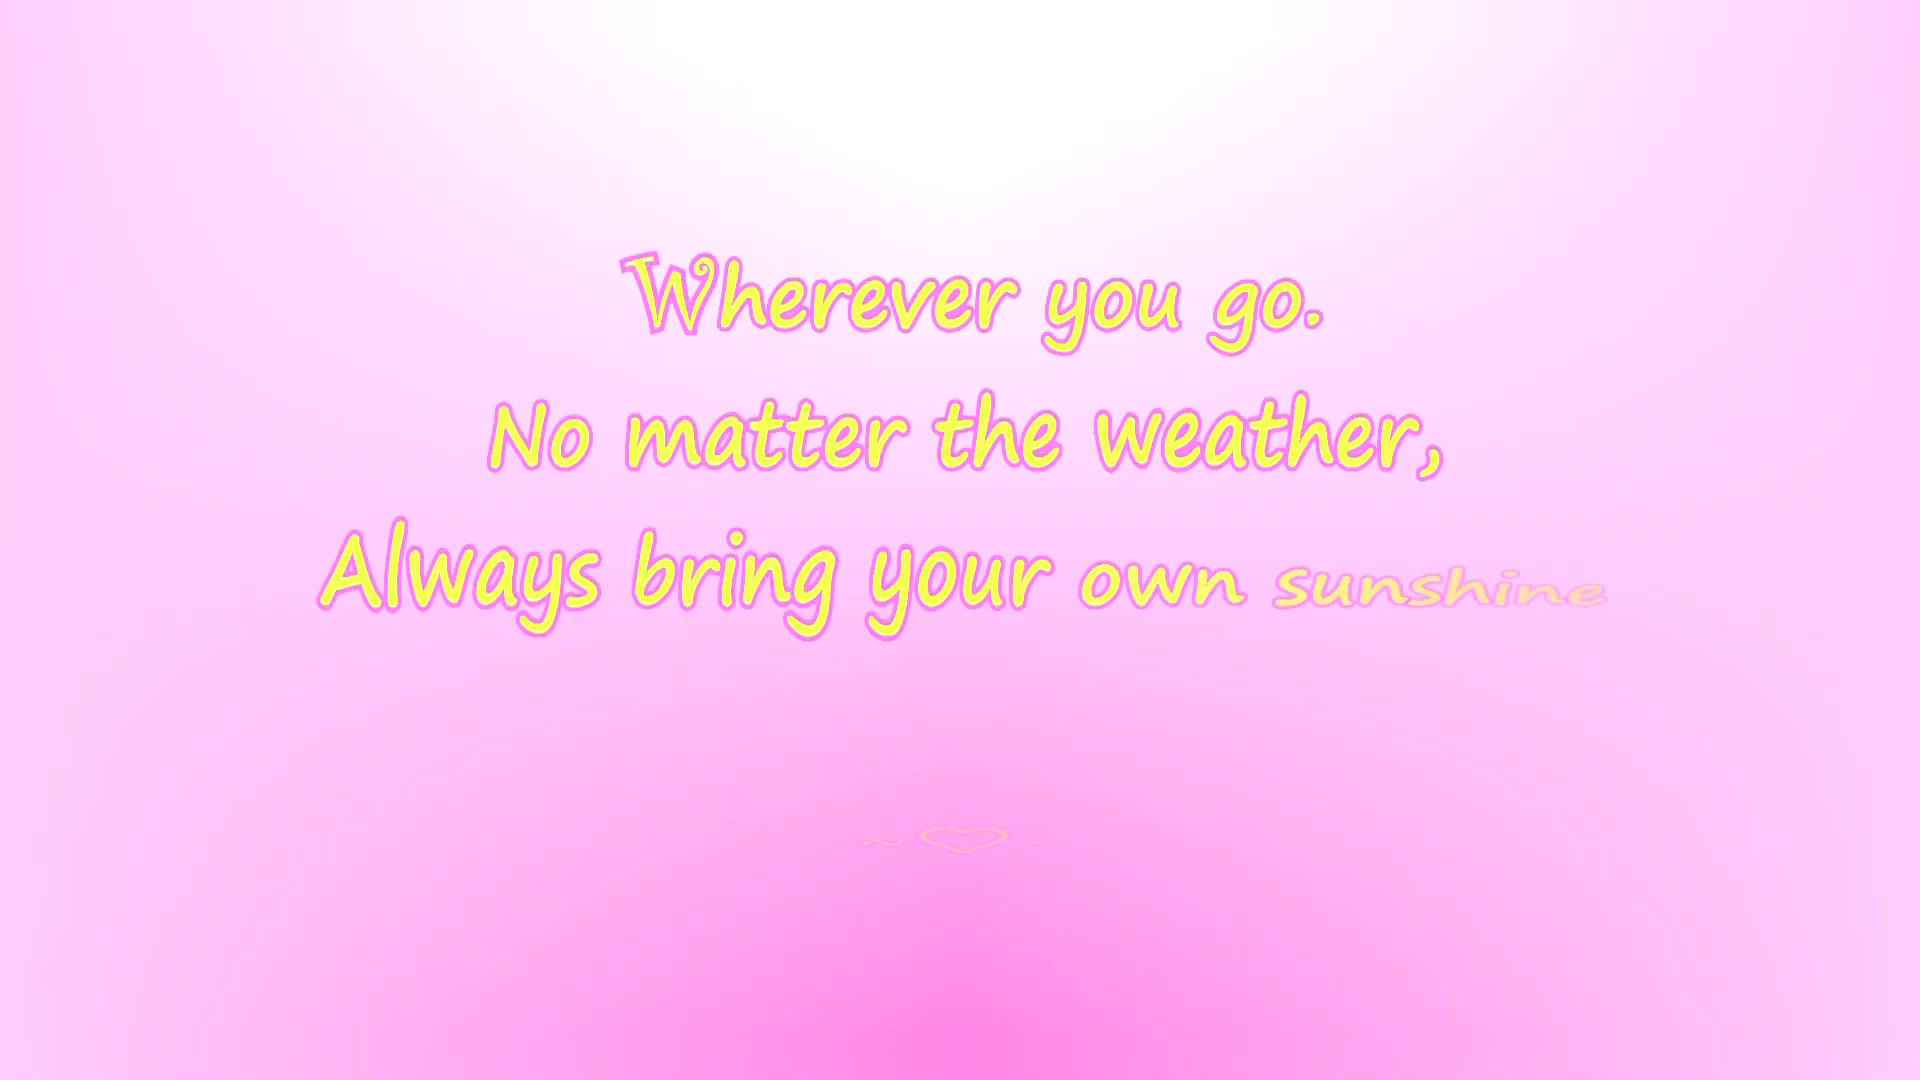 Wherever you go.
No matter the weather,
Always bring your own sunshine